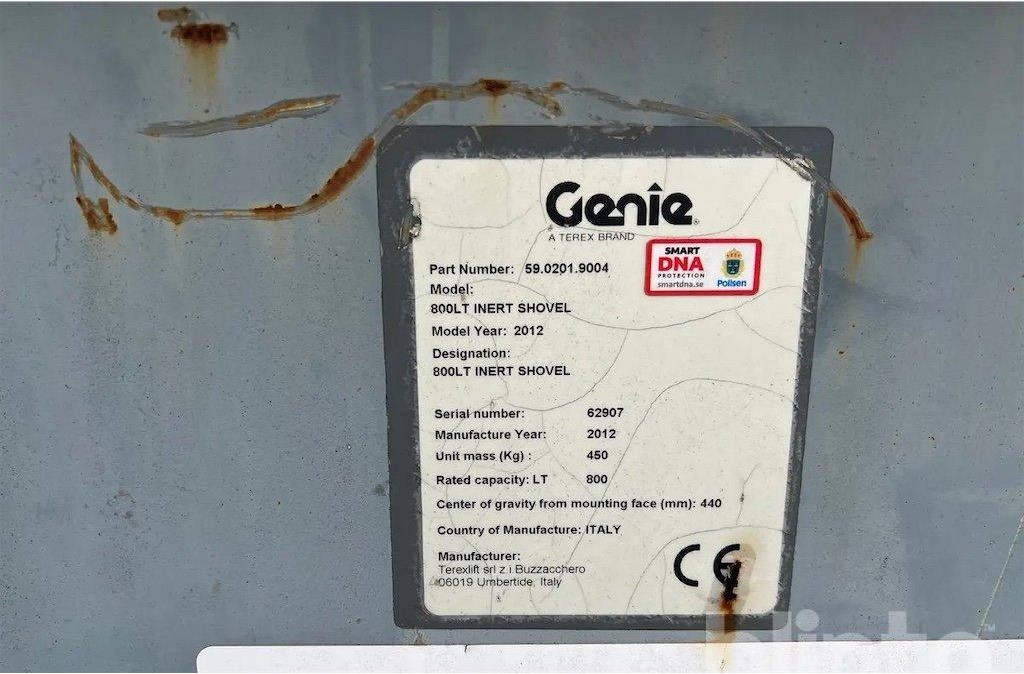 Genie
A TEREX BRAND
SMART
DNA
PROTECTION
smartdna.se
Polisen
Part Number: 59.0201.9004
Model:
800LT INERT SHOVEL
Model Year: 2012
Designation:
800LT INERT SHOVEL
Serial number: 62907
Manufacture Year: 2012
Unit mass (Kg) : 450
Rated capacity: LT 800
Center of gravity from mounting face (mm): 440
Country of Manufacture: ITALY
Manufacturer:
Terexlift srl z.i Buzzacchero
06019 Umbertide, Italy
CE
blinto™